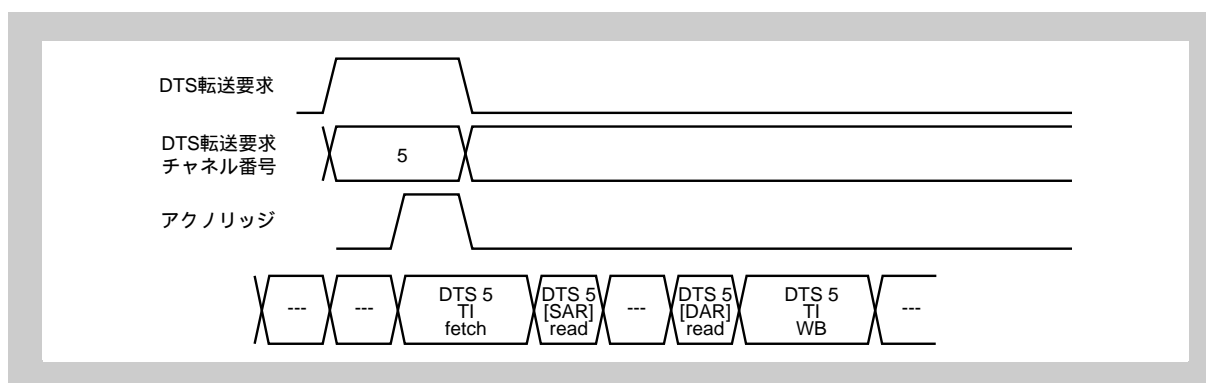 DTS転送要求
DTS転送要求
チャネル番号
5
アクノリッジ
---
---
DTS 5
TI
fetch
DTS 5
[SAR]
read
---
DTS 5
[DAR]
read
DTS 5
TI
WB
---